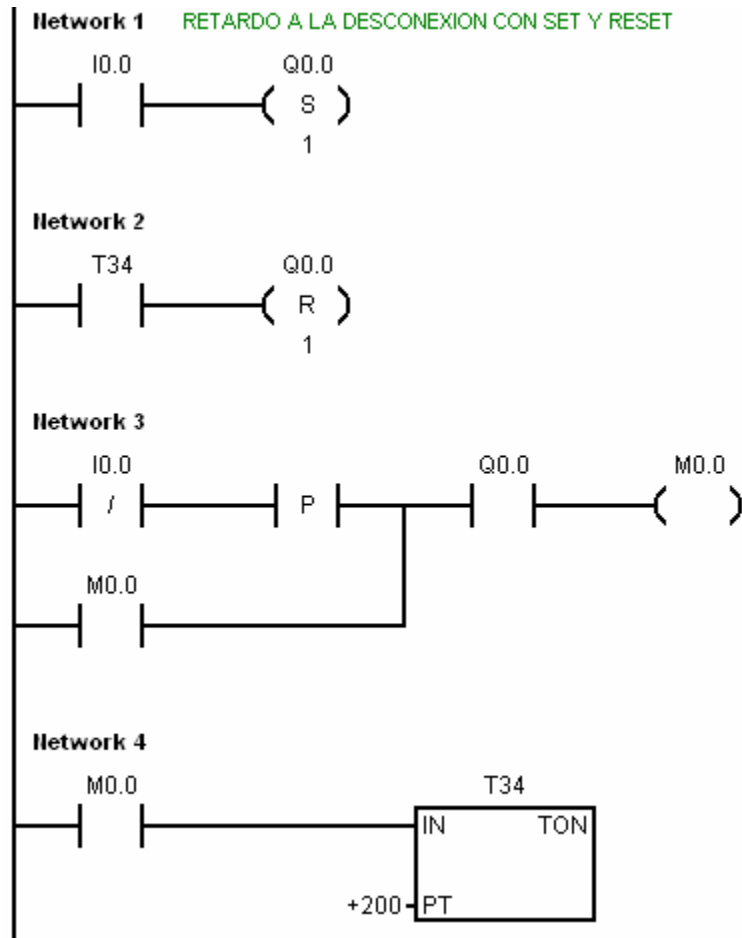 Network 1 RETARDO A LA DESCONEXION CON SET Y RESET
I0.0 Q0.0
S
1
Network 2
T34 Q0.0
R
1
Network 3
I0.0 Q0.0 M0.0
/ P
M0.0
Network 4
M0.0 T34
IN TON
+200 PT